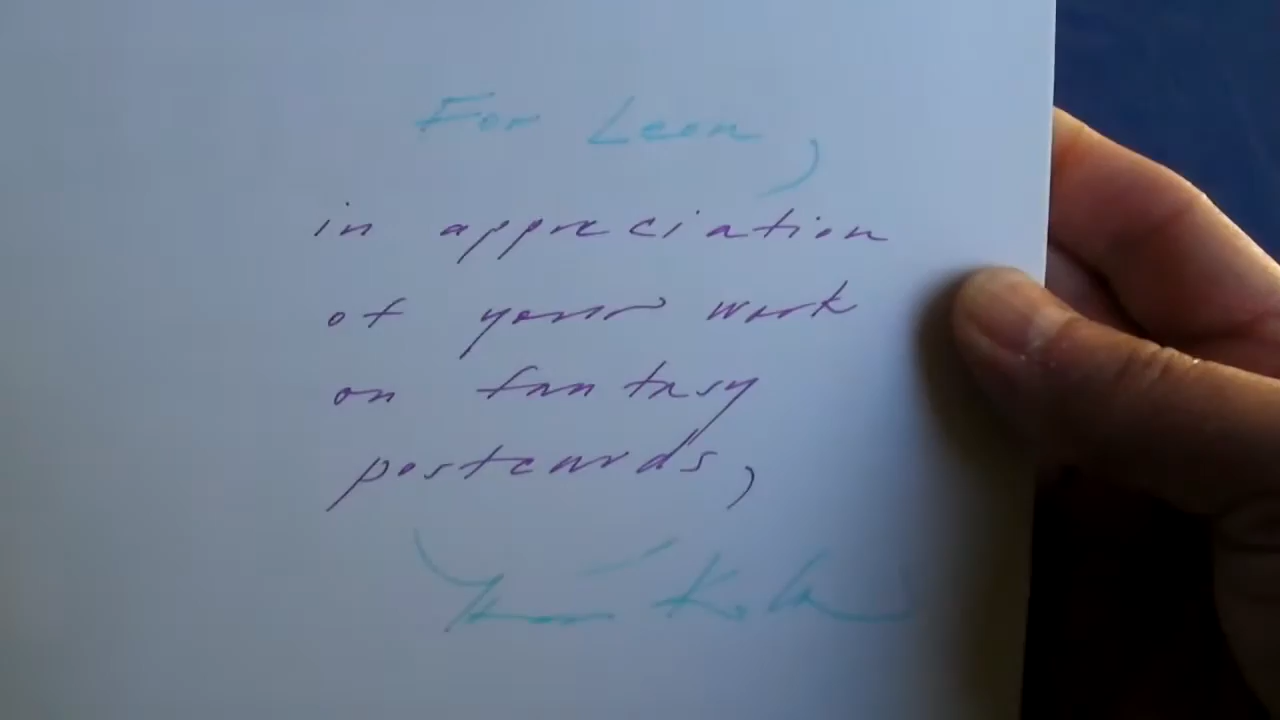 For Leon,
in appreciation
of your work
on fantasy
postcards,